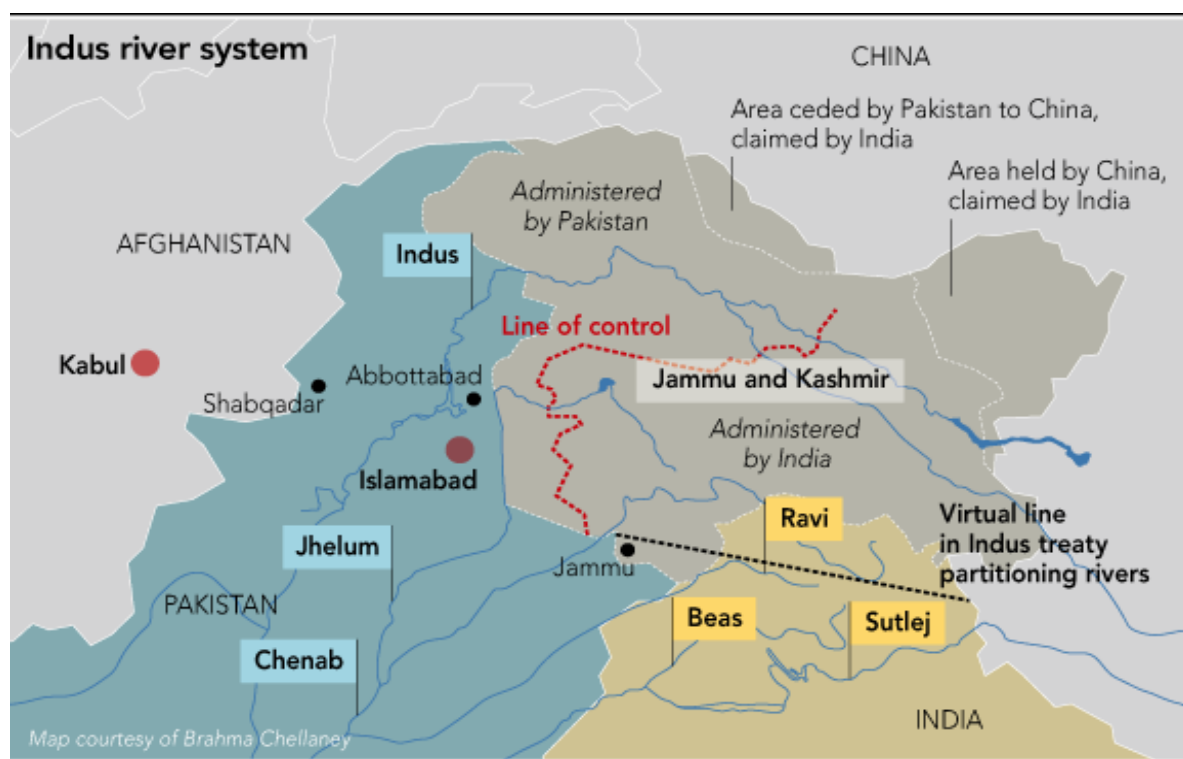 Indus river system
CHINA
Area ceded by Pakistan to China,
claimed by India
Area held by China,
claimed by India
Administered
by Pakistan
AFGHANISTAN
Indus
Line of control
Kabul
Abbottabad
Shabqadar
Jammu and Kashmir
Administered
by India
Islamabad
Ravi
Virtual line
in Indus treaty
partitioning rivers
Jhelum
Jammu
PAKISTAN
Beas
Sutlej
Chenab
INDIA
Map courtesy of Brahma Chellaney